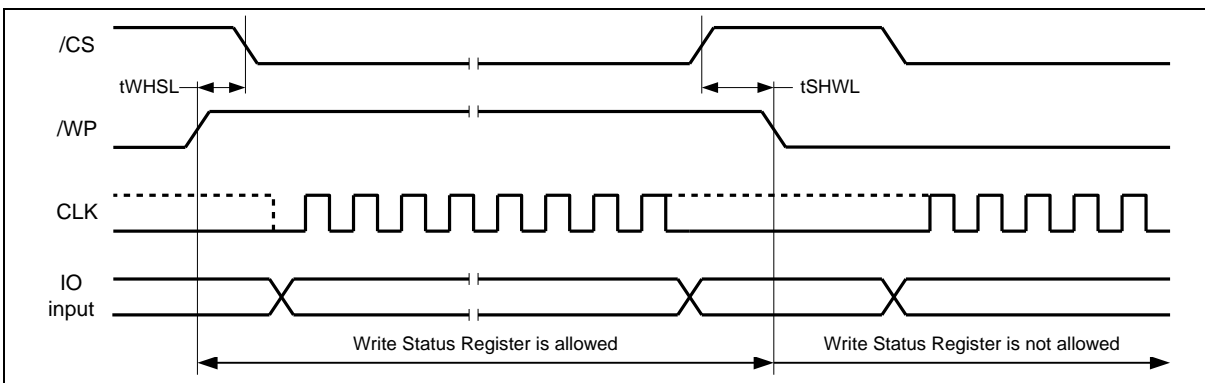 /CS
tWHSL
tSHWL
/WP
CLK
IO
input
Write Status Register is allowed
Write Status Register is not allowed